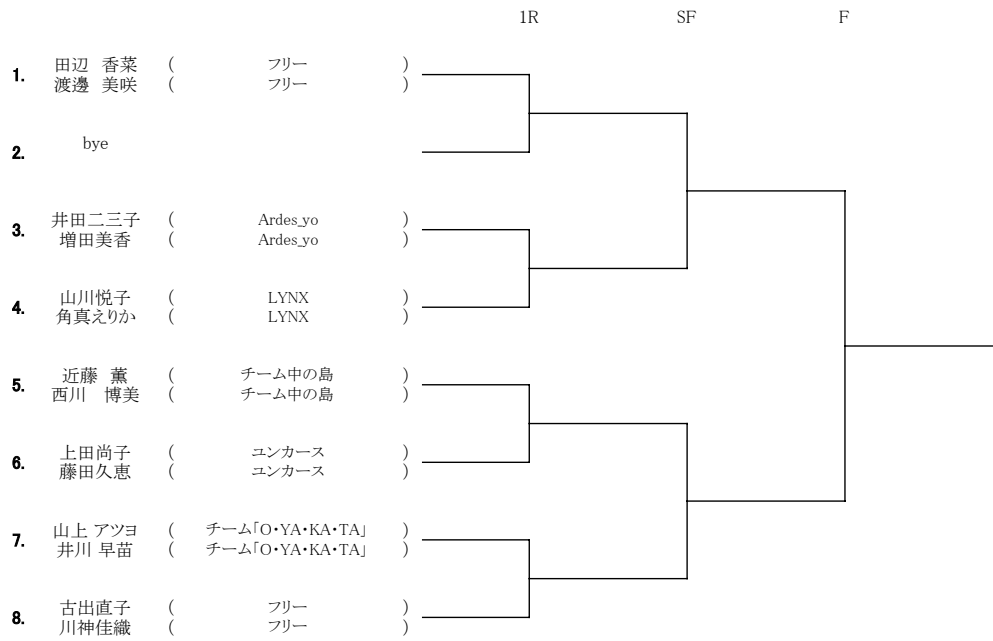 1R SF F
田辺 香菜 ( フリー )
1.
渡邊 美咲 ( フリー )
bye
2.
井田二三子 ( Ardes_yo )
3.
増田美香 ( Ardes_yo )
山川悦子 ( LYNX )
4.
角真えりか ( LYNX )
近藤 薫 ( チーム中の島 )
5.
西川 博美 ( チーム中の島 )
上田尚子 ( ユンカース )
6.
藤田久恵 ( ユンカース )
山上 アツヨ ( チーム「O・YA・KA・TA」 )
7.
井川 早苗 ( チーム「O・YA・KA・TA」 )
古出直子 ( フリー )
8.
川神佳織 ( フリー )